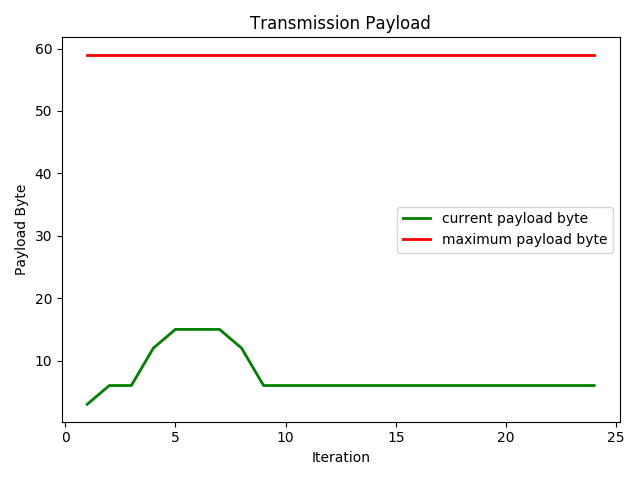 Transmission Payload
60
50
40
30
20
10
Payload Byte
current payload byte
maximum payload byte
0
5
10
15
20
25
Iteration